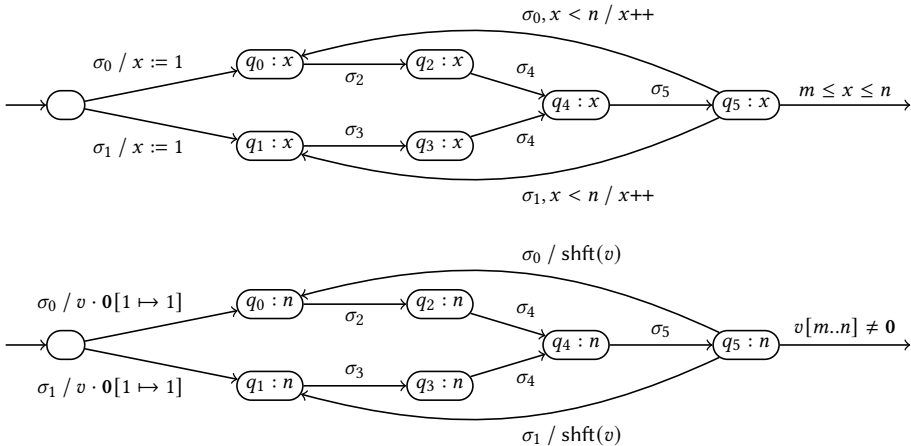 σ₀, x < n / x++
σ₀ / x := 1
q₀ : x
σ₂
q₂ : x
σ₄
q₄ : x
σ₅
q₅ : x
m ≤ x ≤ n
σ₁ / x := 1
q₁ : x
σ₃
q₃ : x
σ₄
σ₁, x < n / x++
σ₀ / shft(v)
σ₀ / v · 𝟎[1 ↦ 1]
q₀ : n
σ₂
q₂ : n
σ₄
q₄ : n
σ₅
q₅ : n
v[m..n] ≠ 𝟎
σ₁ / v · 𝟎[1 ↦ 1]
q₁ : n
σ₃
q₃ : n
σ₄
σ₁ / shft(v)